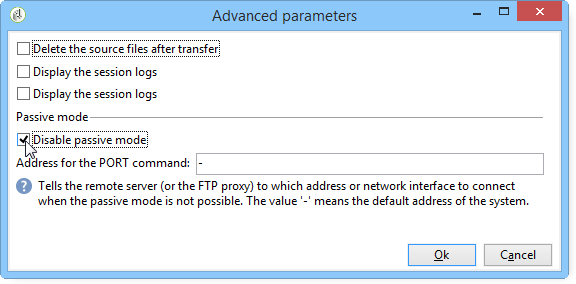 Advanced parameters
Delete the source files after transfer
Display the session logs
Display the session logs
Passive mode
Disable passive mode
Address for the PORT command: -
Tells the remote server (or the FTP proxy) to which address or network interface to connect
when the passive mode is not possible. The value '-' means the default address of the system.
Ok Cancel